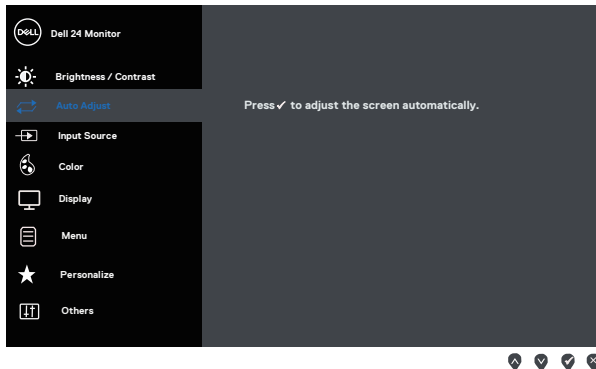 DELL Dell 24 Monitor
Brightness / Contrast
Auto Adjust
Press ✓ to adjust the screen automatically.
Input Source
Color
Display
Menu
Personalize
Others